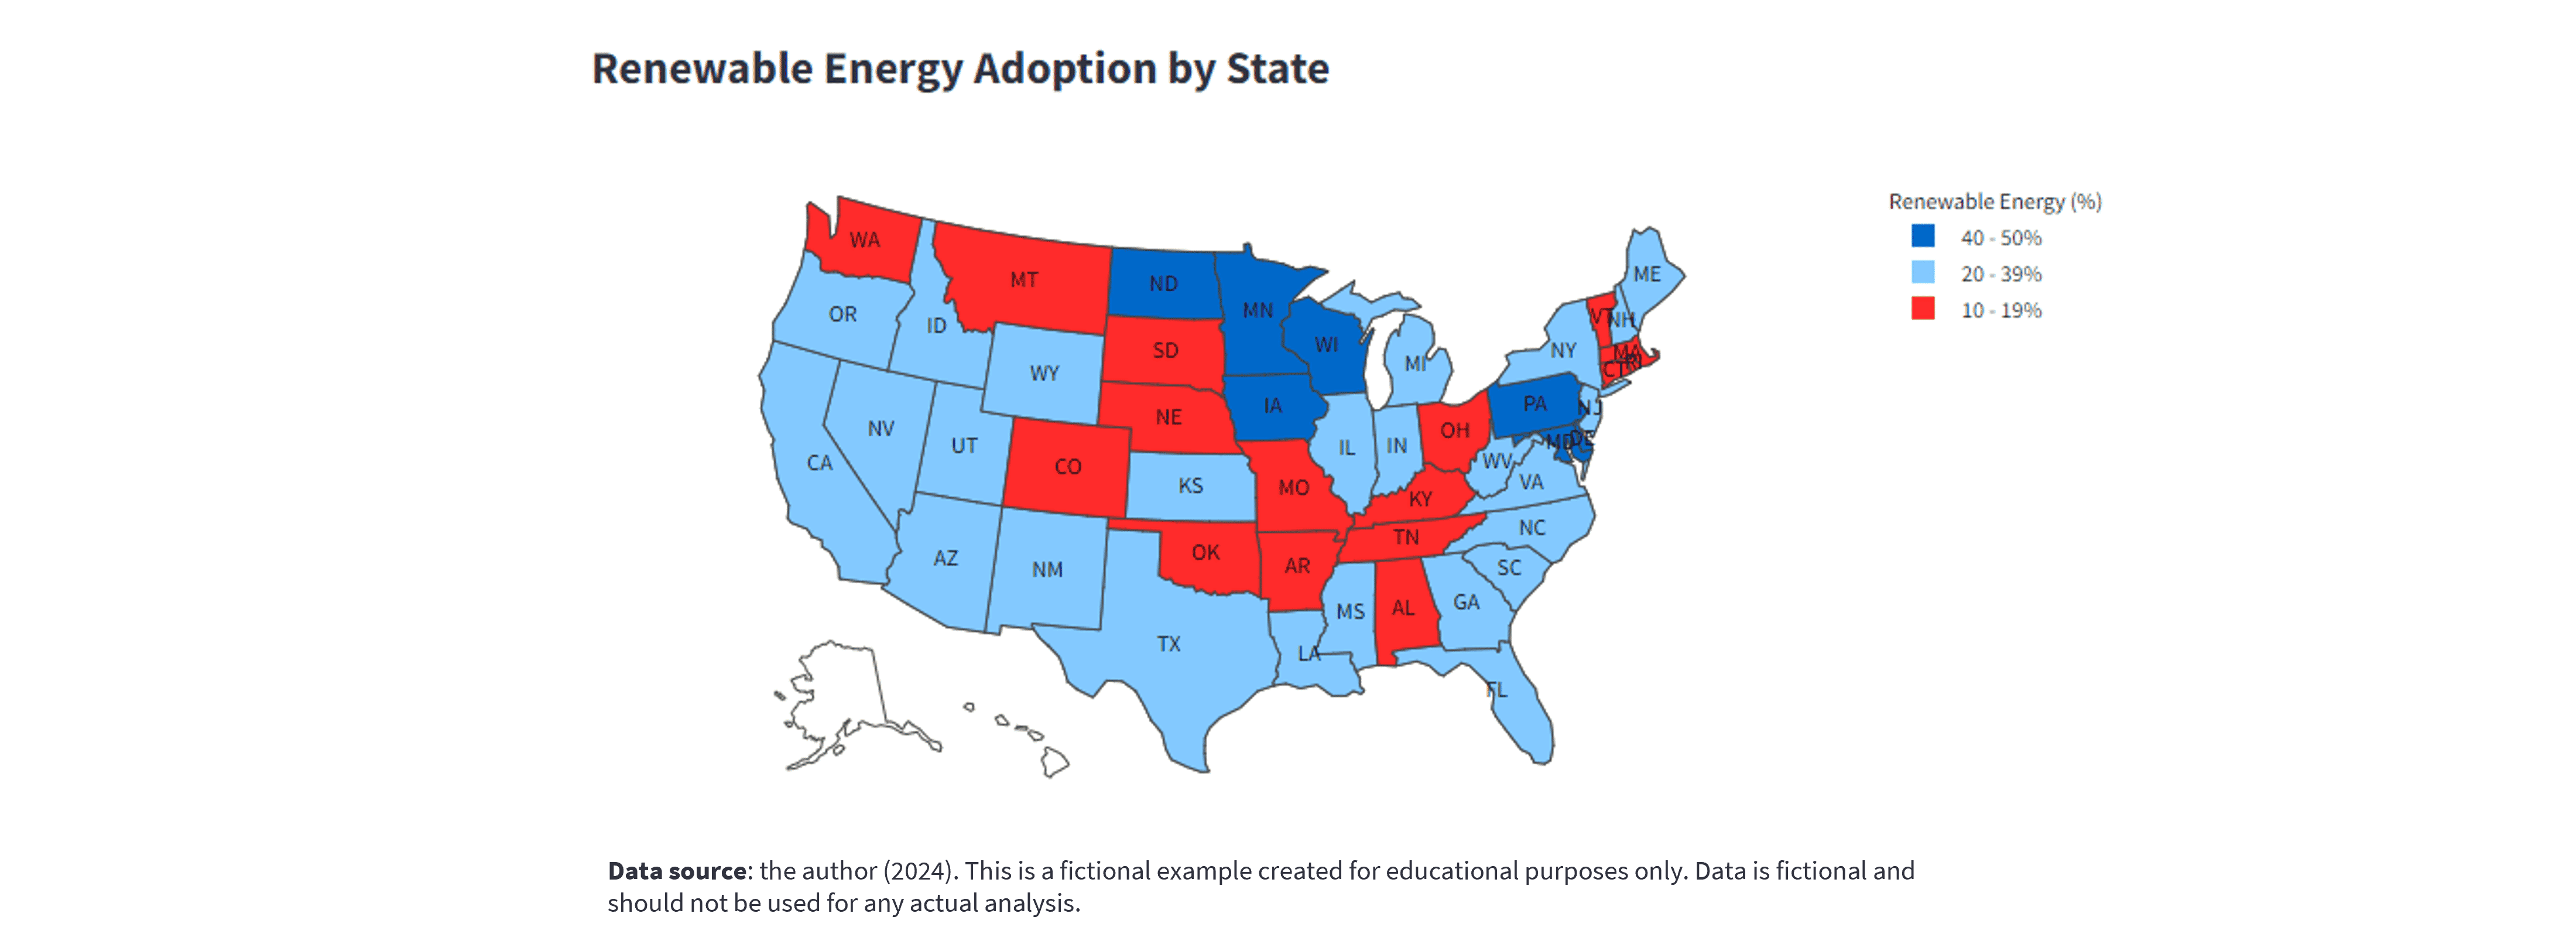 Renewable Energy Adoption by State
Renewable Energy (%)
40 - 50%
20 - 39%
10 - 19%
WA
MT
ND
MN
ME
OR
ID
SD
WI
VT
NH
WY
MI
NY
MA
RI
CT
NE
IA
OH
PA
NJ
NV
UT
CO
IL
IN
MD
DE
CA
KS
MO
KY
WV
VA
AZ
NM
OK
AR
TN
NC
SC
TX
LA
MS
AL
GA
FL
Data source: the author (2024). This is a fictional example created for educational purposes only. Data is fictional and
should not be used for any actual analysis.